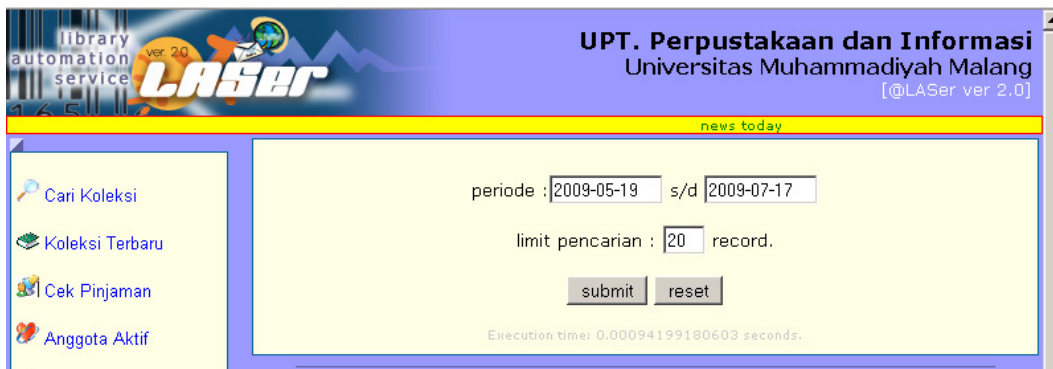 library
automation
service
ver. 2.0
LASer
165
UPT. Perpustakaan dan Informasi
Universitas Muhammadiyah Malang
[@LASer ver 2.0]
news today
Cari Koleksi
Koleksi Terbaru
Cek Pinjaman
Anggota Aktif
periode : 2009-05-19 s/d 2009-07-17
limit pencarian : 20 record.
submit reset
Execution time: 0.00094199180603 seconds.